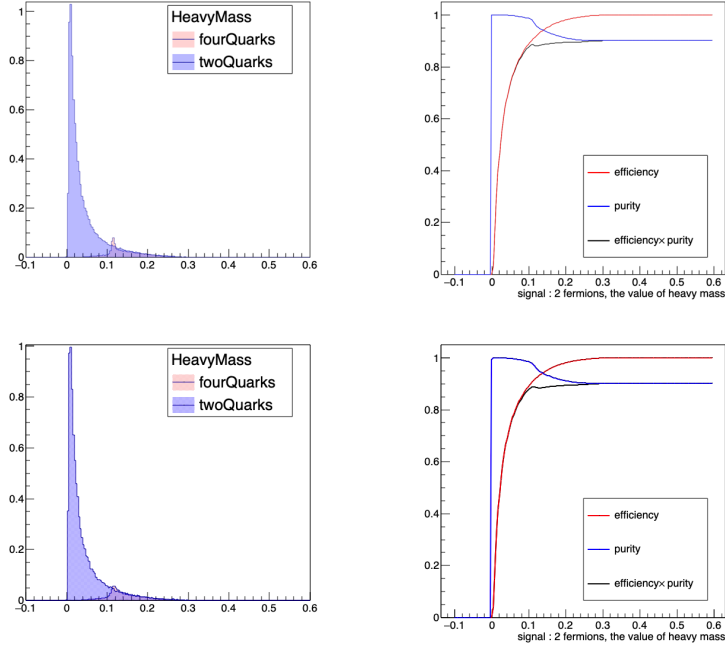 HeavyMass
fourQuarks
twoQuarks
1
0.8
0.6
0.4
0.2
0
−0.1 0 0.1 0.2 0.3 0.4 0.5 0.6
1
0.8
0.6
0.4
0.2
0
−0.1 0 0.1 0.2 0.3 0.4 0.5 0.6
efficiency
purity
efficiency× purity
signal : 2 fermions, the value of heavy mass
HeavyMass
fourQuarks
twoQuarks
1
0.8
0.6
0.4
0.2
0
−0.1 0 0.1 0.2 0.3 0.4 0.5 0.6
1
0.8
0.6
0.4
0.2
0
−0.1 0 0.1 0.2 0.3 0.4 0.5 0.6
efficiency
purity
efficiency× purity
signal : 2 fermions, the value of heavy mass